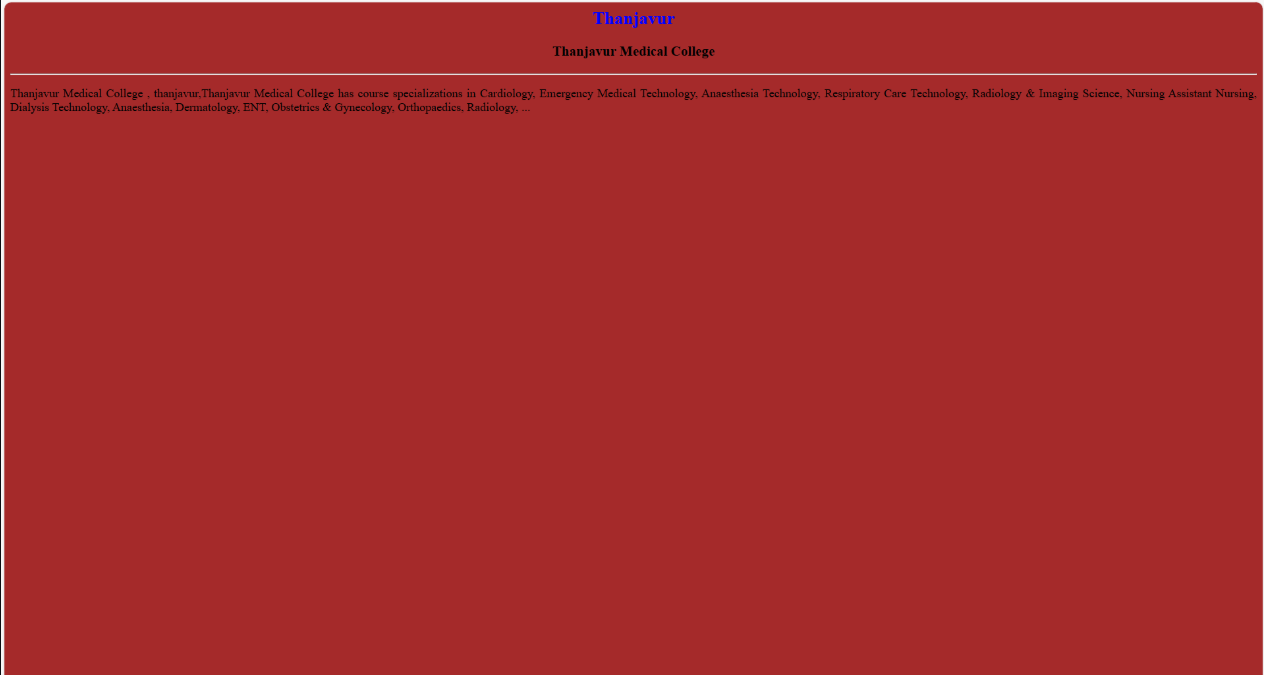 Thanjavur
Thanjavur Medical College
Thanjavur Medical College , thanjavur,Thanjavur Medical College has course specializations in Cardiology, Emergency Medical Technology, Anaesthesia Technology, Respiratory Care Technology, Radiology & Imaging Science, Nursing Assistant Nursing,
Dialysis Technology, Anaesthesia, Dermatology, ENT, Obstetrics & Gynecology, Orthopaedics, Radiology, ...